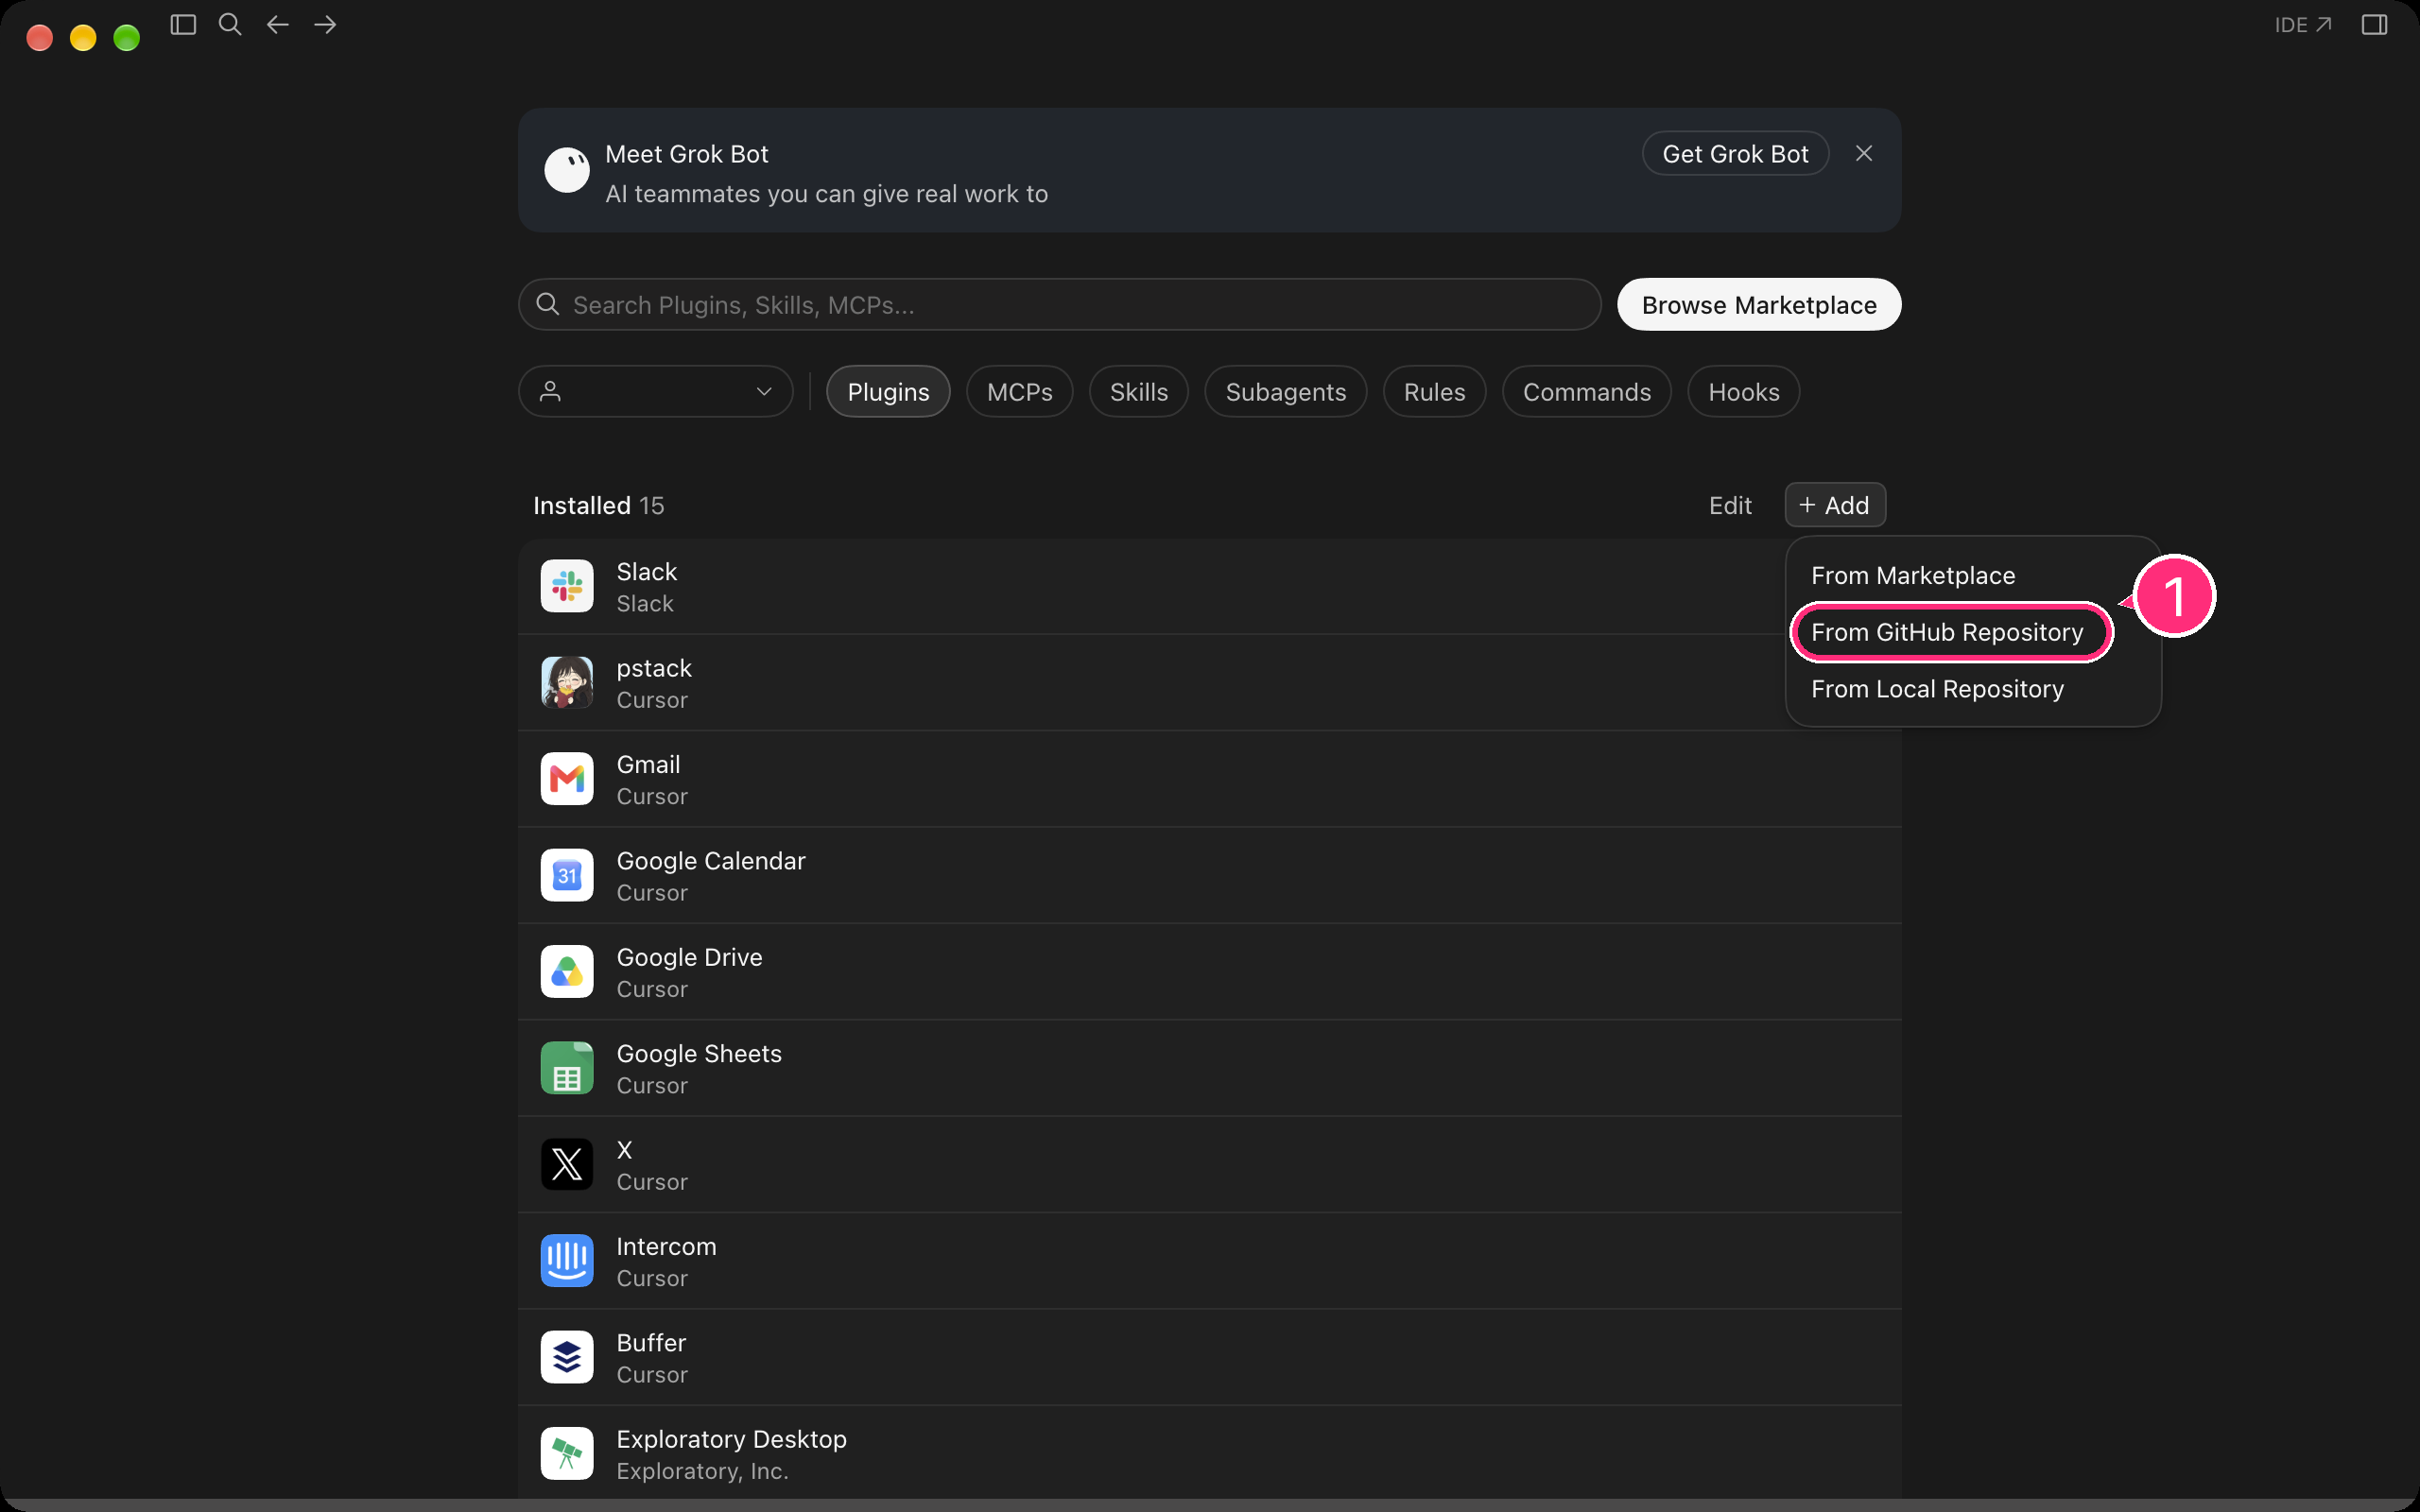 IDE
Meet Grok Bot
Get Grok Bot
AI teammates you can give real work to
Search Plugins, Skills, MCPs...
Browse Marketplace
Plugins
MCPs
Skills
Subagents
Rules
Commands
Hooks
Installed 15
Edit
+ Add
From Marketplace
From GitHub Repository
From Local Repository
1
Slack
Slack
pstack
Cursor
Gmail
Cursor
31
Google Calendar
Cursor
Google Drive
Cursor
Google Sheets
Cursor
X
Cursor
Intercom
Cursor
Buffer
Cursor
Exploratory Desktop
Exploratory, Inc.